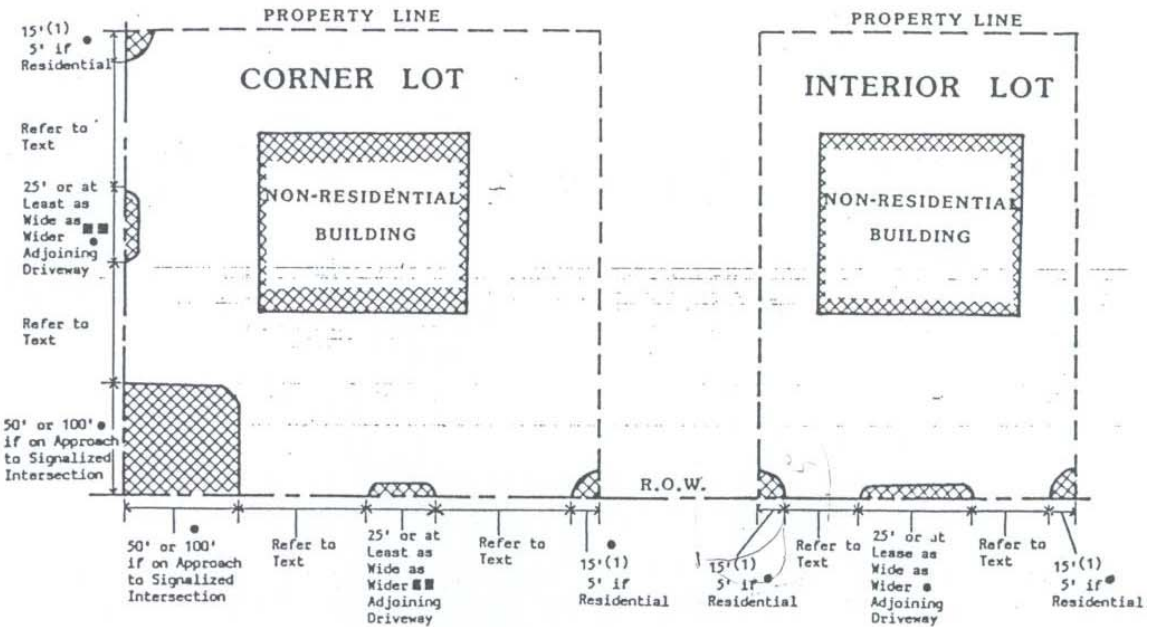 PROPERTY LINE
PROPERTY LINE
15'(1) ●
5' if
Residential
CORNER LOT
INTERIOR LOT
Refer to
Text
25' or at
Least as
Wide as
Wider ■■
●
Adjoining
Driveway
NON-RESIDENTIAL
BUILDING
NON-RESIDENTIAL
BUILDING
Refer to
Text
50' or 100' ●
if on Approach
to Signalized
Intersection
R.O.W.
50' or 100' ●
if on Approach
to Signalized
Intersection
Refer to
Text
25' or at
Least as
Wide as
Wider ■■
Adjoining
Driveway
Refer to
Text
15'(1) ●
5' if
Residential
15'(1)
5' if ●
Residential
Refer to
Text
25' or at
Lease as
Wide as
Wider ●
Adjoining
Driveway
Refer to
Text
15'(1)
5' if ●
Residential